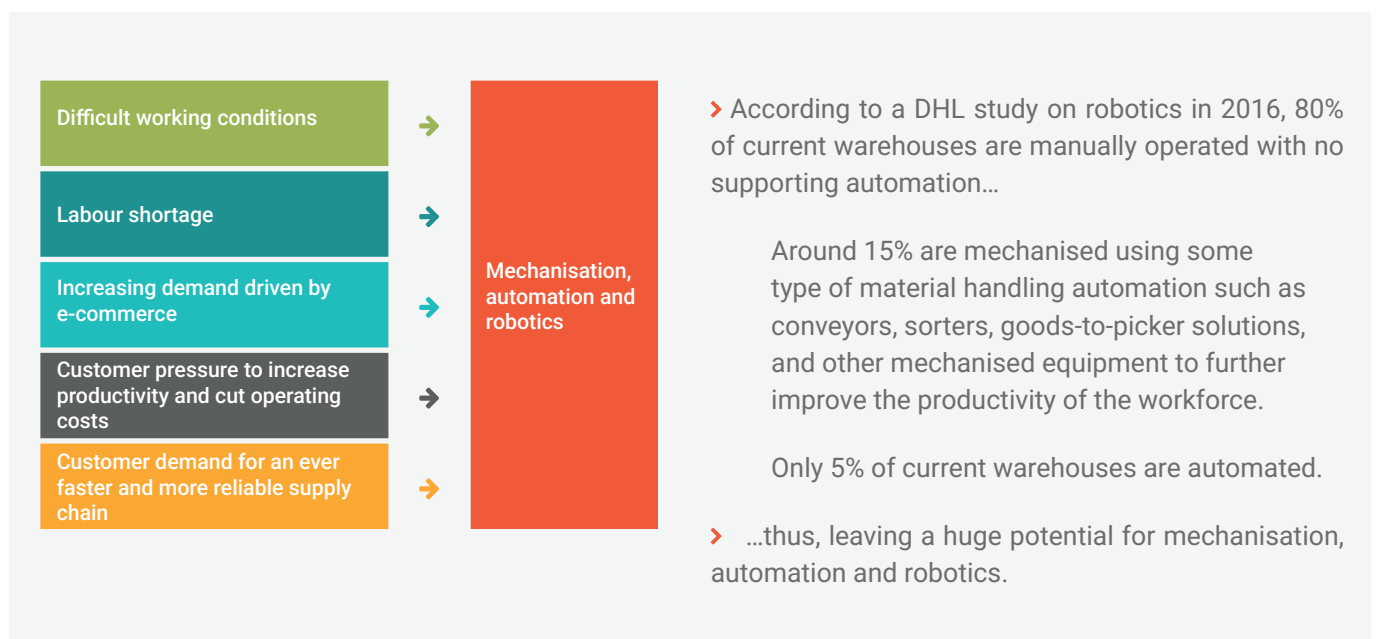 Difficult working conditions
Labour shortage
Increasing demand driven by
e-commerce
Customer pressure to increase
productivity and cut operating
costs
Customer demand for an ever
faster and more reliable supply
chain
Mechanisation,
automation and
robotics
According to a DHL study on robotics in 2016, 80%
of current warehouses are manually operated with no
supporting automation…
Around 15% are mechanised using some
type of material handling automation such as
conveyors, sorters, goods-to-picker solutions,
and other mechanised equipment to further
improve the productivity of the workforce.
Only 5% of current warehouses are automated.
…thus, leaving a huge potential for mechanisation,
automation and robotics.